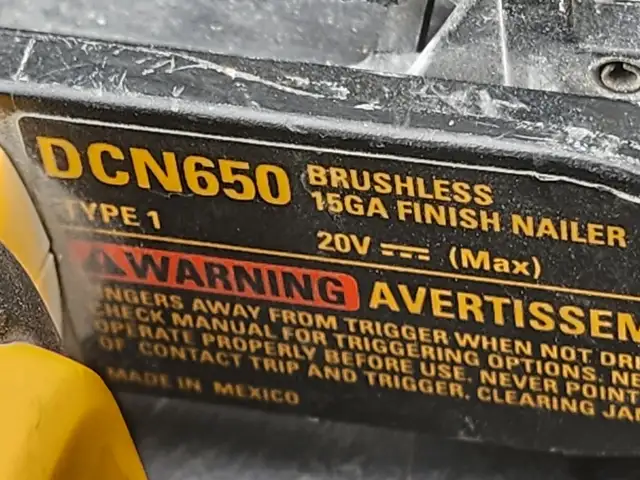 DCN650 BRUSHLESS
15GA FINISH NAILER
TYPE 1
20V ⎓ (Max)
WARNING AVERTISSEM
NGERS AWAY FROM TRIGGER WHEN NOT DR
CHECK MANUAL FOR TRIGGERING OPTIONS. NE
OPERATE PROPERLY BEFORE USE. NEVER POINT
OF CONTACT TRIP AND TRIGGER. CLEARING JA
MADE IN MEXICO